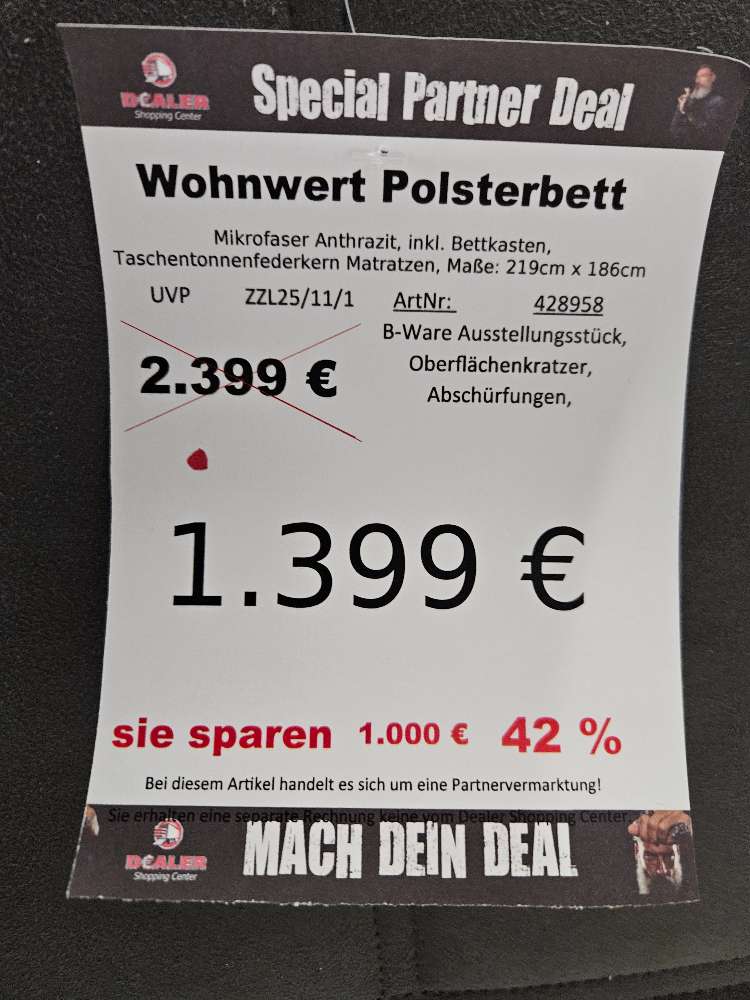 DEALER
Shopping Center
Special Partner Deal
Wohnwert Polsterbett
Mikrofaser Anthrazit, inkl. Bettkasten,
Taschentonnenfederkern Matratzen, Maße: 219cm x 186cm
UVP ZZL25/11/1 ArtNr: 428958
B-Ware Ausstellungsstück,
Oberflächenkratzer,
Abschürfungen,
2.399 €
1.399 €
sie sparen 1.000 € 42 %
Bei diesem Artikel handelt es sich um eine Partnervermarktung!
Sie erhalten eine separate Rechnung keine vom Dealer Shopping Center.
DEALER
Shopping Center
MACH DEIN DEAL